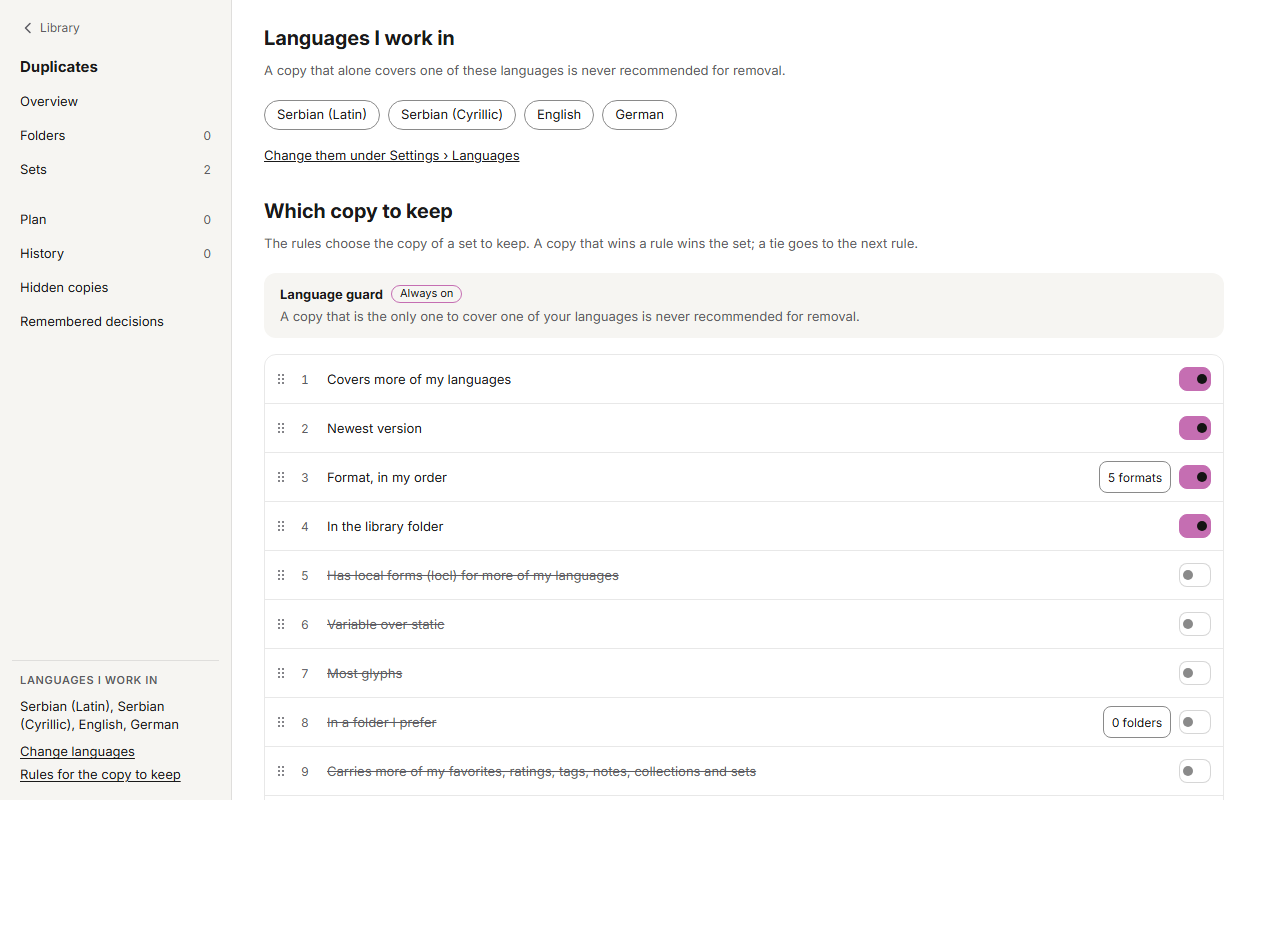 Library
Duplicates
Overview
Folders 0
Sets 2
Plan 0
History 0
Hidden copies
Remembered decisions
LANGUAGES I WORK IN
Serbian (Latin), Serbian
(Cyrillic), English, German
Change languages
Rules for the copy to keep
Languages I work in
A copy that alone covers one of these languages is never recommended for removal.
Serbian (Latin) Serbian (Cyrillic) English German
Change them under Settings › Languages
Which copy to keep
The rules choose the copy of a set to keep. A copy that wins a rule wins the set; a tie goes to the next rule.
Language guard Always on
A copy that is the only one to cover one of your languages is never recommended for removal.
1 Covers more of my languages
2 Newest version
3 Format, in my order 5 formats
4 In the library folder
5 Has local forms (locl) for more of my languages
6 Variable over static
7 Most glyphs
8 In a folder I prefer 0 folders
9 Carries more of my favorites, ratings, tags, notes, collections and sets